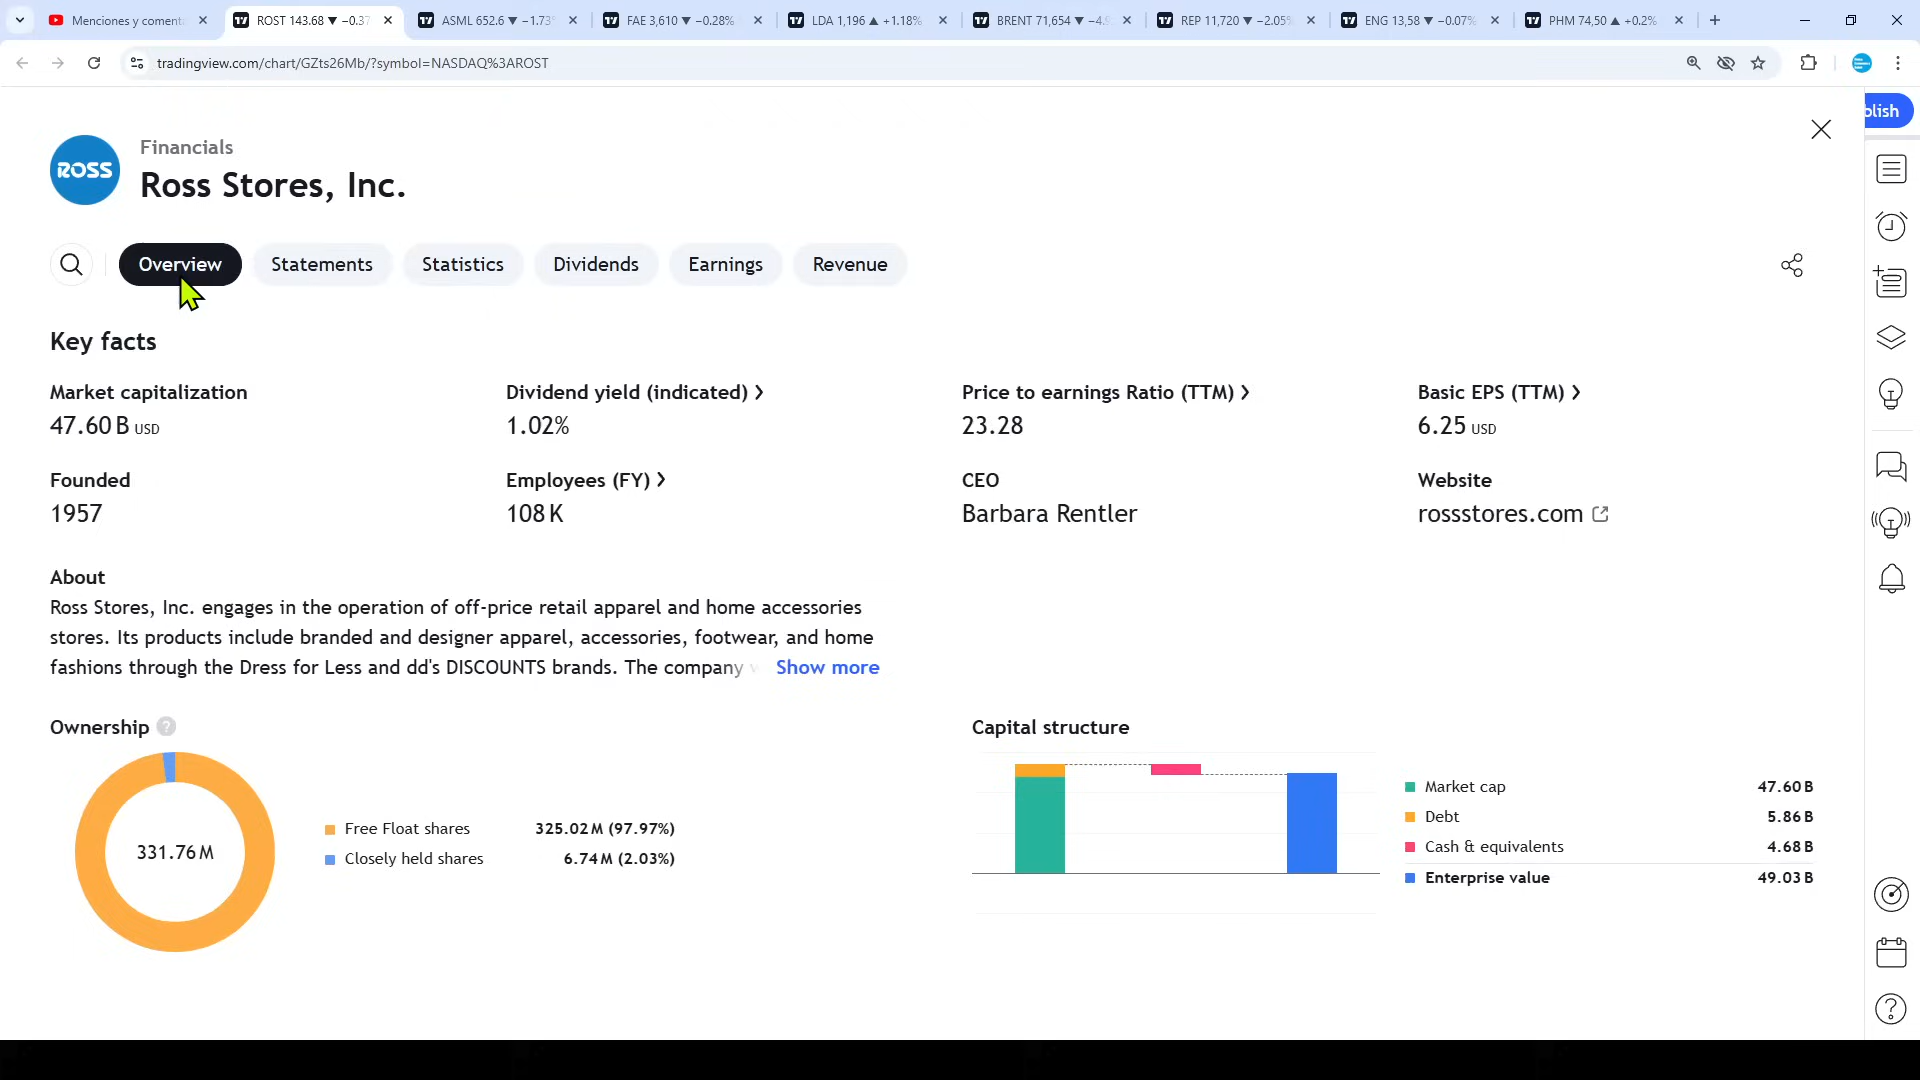 Menciones y coment
ROST 143.68 ▼ −0.37
ASML 652.6 ▼ −1.73
FAE 3,610 ▼ −0.28%
LDA 1,196 ▲ +1.18%
BRENT 71,654 ▼ −4.
REP 11,720 ▼ −2.05
ENG 13,58 ▼ −0.07%
PHM 74,50 ▲ +0.2%
tradingview.com/chart/GZts26Mb/?symbol=NASDAQ%3AROST
blish
ROSS
Financials
Ross Stores, Inc.
Overview
Statements
Statistics
Dividends
Earnings
Revenue
Key facts
Market capitalization
47.60 B USD
Dividend yield (indicated)
1.02%
Price to earnings Ratio (TTM)
23.28
Basic EPS (TTM)
6.25 USD
Founded
1957
Employees (FY)
108 K
CEO
Barbara Rentler
Website
rossstores.com
About
Ross Stores, Inc. engages in the operation of off-price retail apparel and home accessories
stores. Its products include branded and designer apparel, accessories, footwear, and home
fashions through the Dress for Less and dd's DISCOUNTS brands. The company Show more
Ownership ?
331.76 M
Free Float shares 325.02 M (97.97%)
Closely held shares 6.74 M (2.03%)
Capital structure
Market cap 47.60 B
Debt 5.86 B
Cash & equivalents 4.68 B
Enterprise value 49.03 B